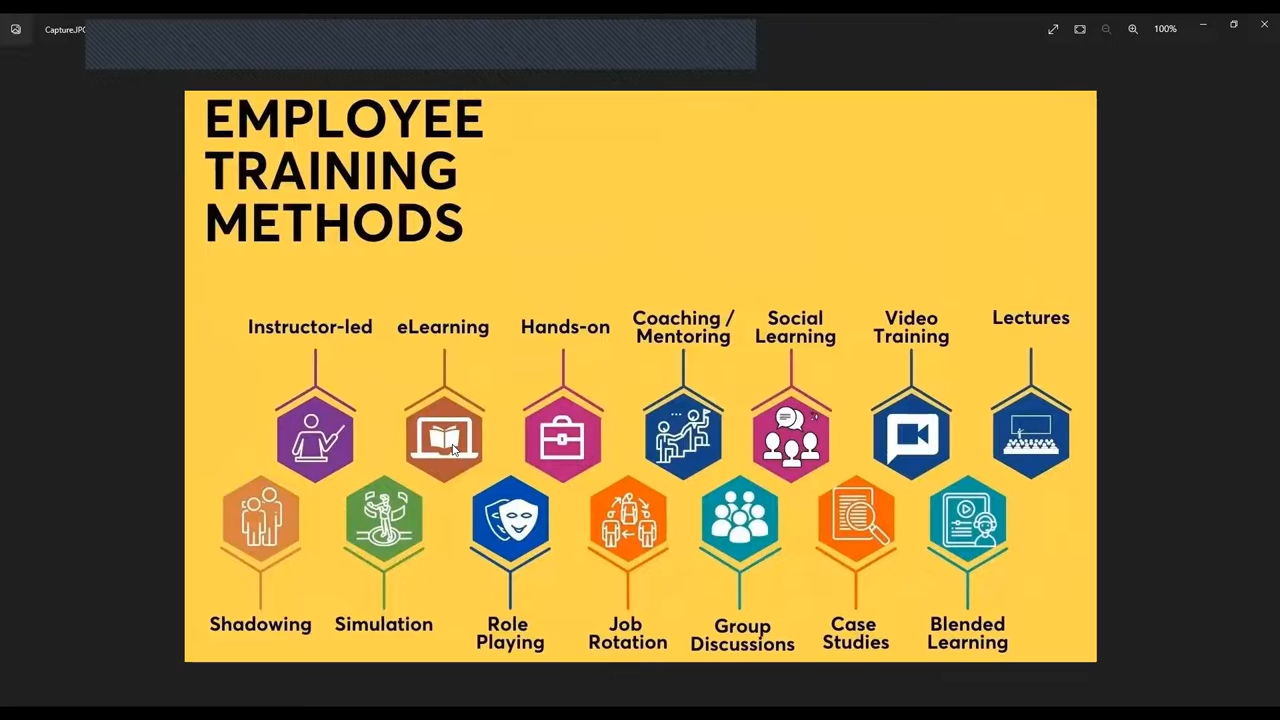 Capture.JPG
100%
EMPLOYEE
TRAINING
METHODS
Instructor-led
eLearning
Hands-on
Coaching /
Mentoring
Social
Learning
Video
Training
Lectures
Shadowing
Simulation
Role
Playing
Job
Rotation
Group
Discussions
Case
Studies
Blended
Learning